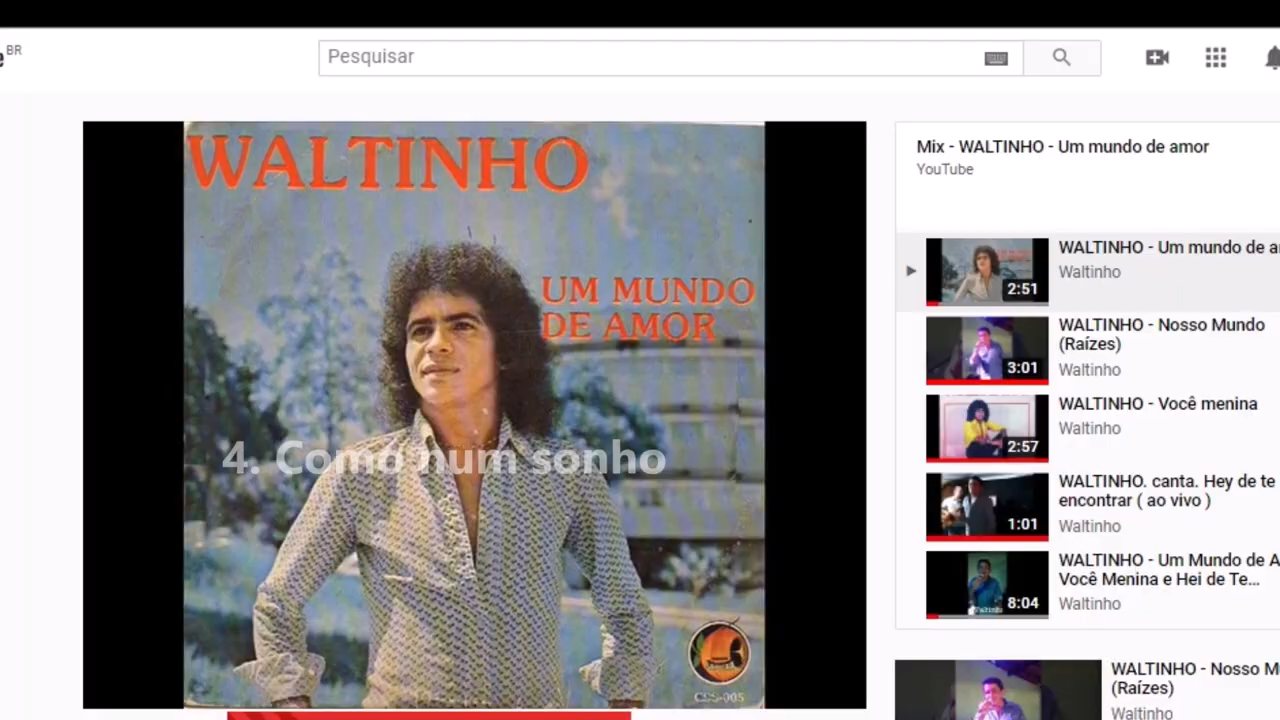 e BR
Pesquisar
WALTINHO
UM MUNDO
DE AMOR
4. Como num sonho
CSS-005
Mix - WALTINHO - Um mundo de amor
YouTube
WALTINHO - Um mundo de a
Waltinho
2:51
WALTINHO - Nosso Mundo
(Raízes)
Waltinho
3:01
WALTINHO - Você menina
Waltinho
2:57
WALTINHO. canta. Hey de te
encontrar ( ao vivo )
Waltinho
1:01
WALTINHO - Um Mundo de A
Você Menina e Hei de Te...
Waltinho
8:04
Waltinho
WALTINHO - Nosso M
(Raízes)
Waltinho